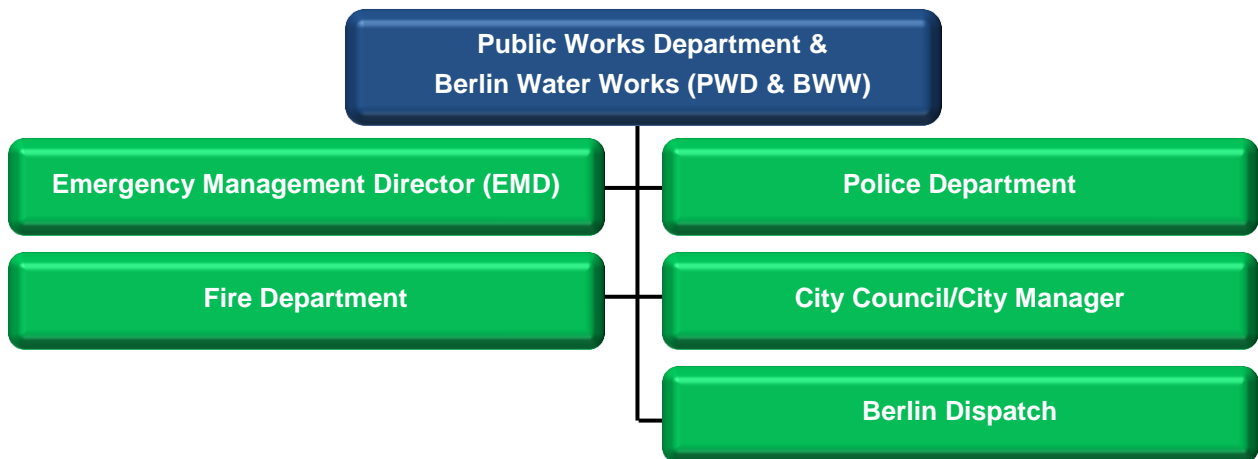 Public Works Department &
Berlin Water Works (PWD & BWW)
Emergency Management Director (EMD)
Police Department
Fire Department
City Council/City Manager
Berlin Dispatch